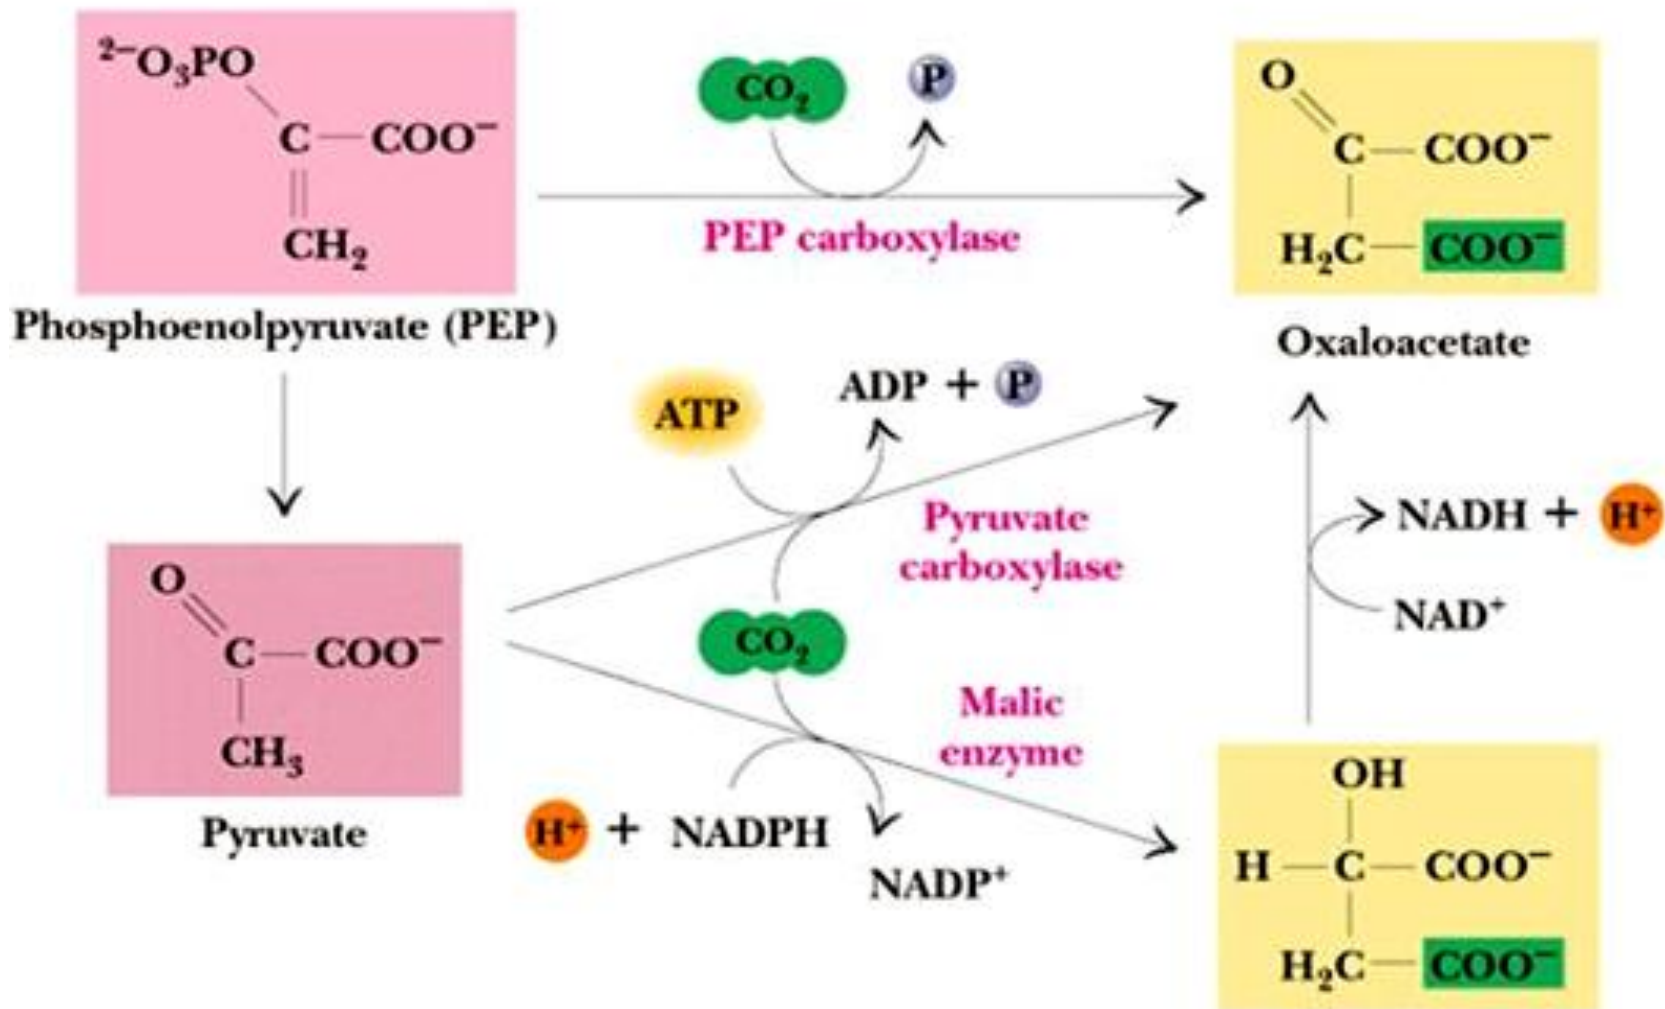 ²⁻O₃PO
C — COO⁻
CH₂
Phosphoenolpyruvate (PEP)
CO₂
P
PEP carboxylase
O
C — COO⁻
H₂C — COO⁻
Oxaloacetate
ATP
ADP + P
Pyruvate
carboxylase
NADH + H⁺
NAD⁺
O
C — COO⁻
CH₃
Pyruvate
CO₂
Malic
enzyme
H⁺ + NADPH
NADP⁺
OH
H — C — COO⁻
H₂C — COO⁻